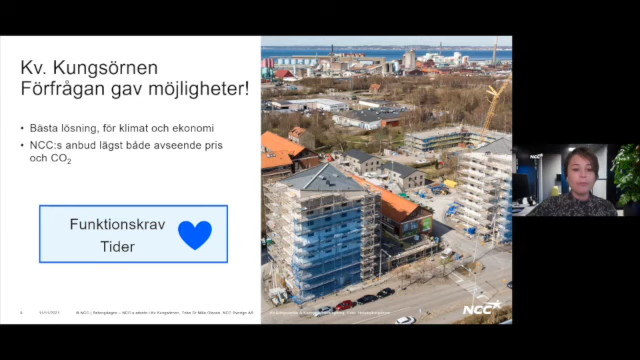 Kv. Kungsörnen
Förfrågan gav möjligheter!
• Bästa lösning, för klimat och ekonomi
• NCC:s anbud lägst både avseende pris
och CO₂
Funktionskrav
Tider
NCC
NCC